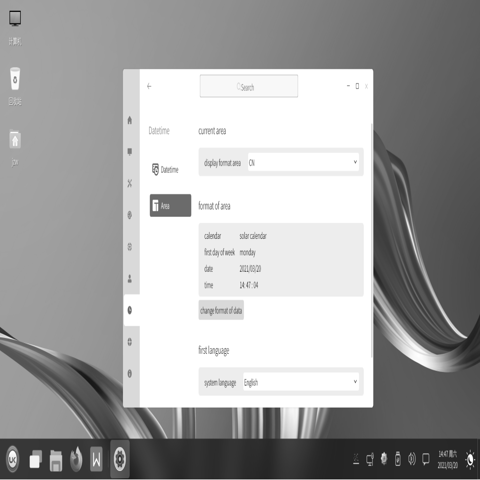 计算机
回收站
Search
Datetime
current area
Datetime
display format area
CN
Area
format of area
calendar
solar calendar
first day of week
monday
date
2021/03/20
time
14: 47 : 04
change format of data
first language
system language
English
14:47 周六
2021/03/20